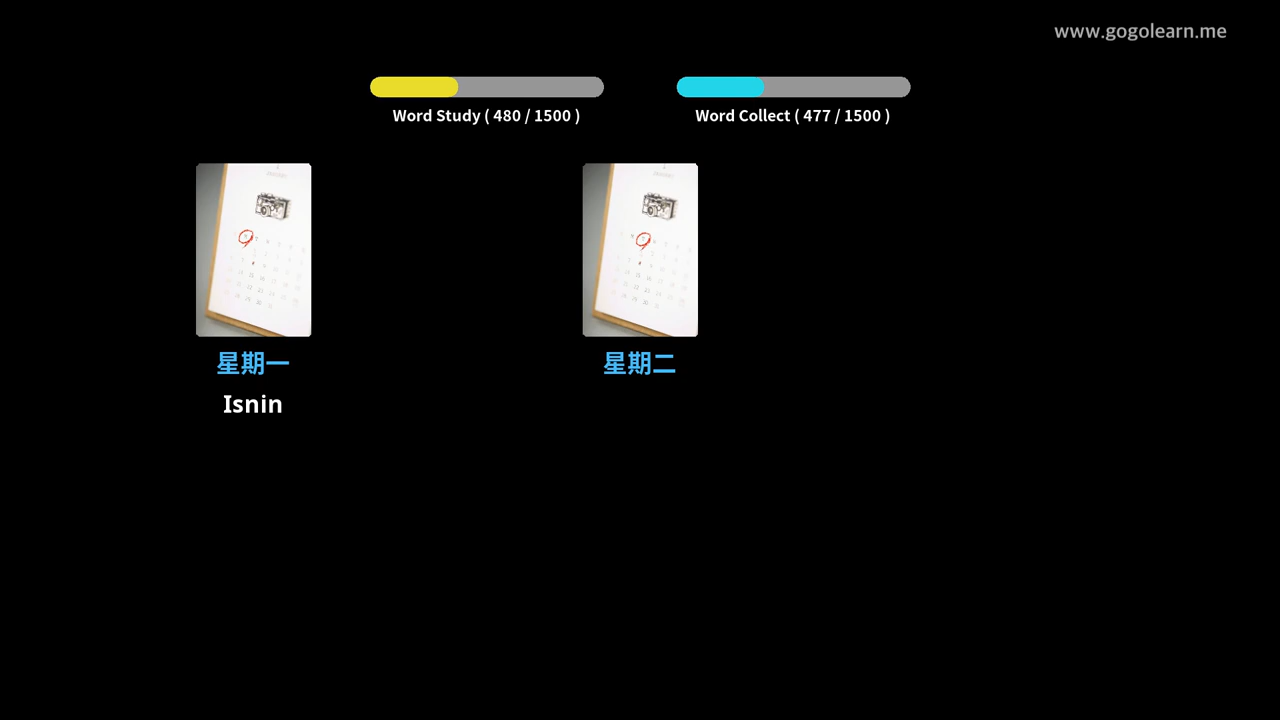 www.gogolearn.me
Word Study ( 480 / 1500 )
Word Collect ( 477 / 1500 )
星期一
星期二
Isnin